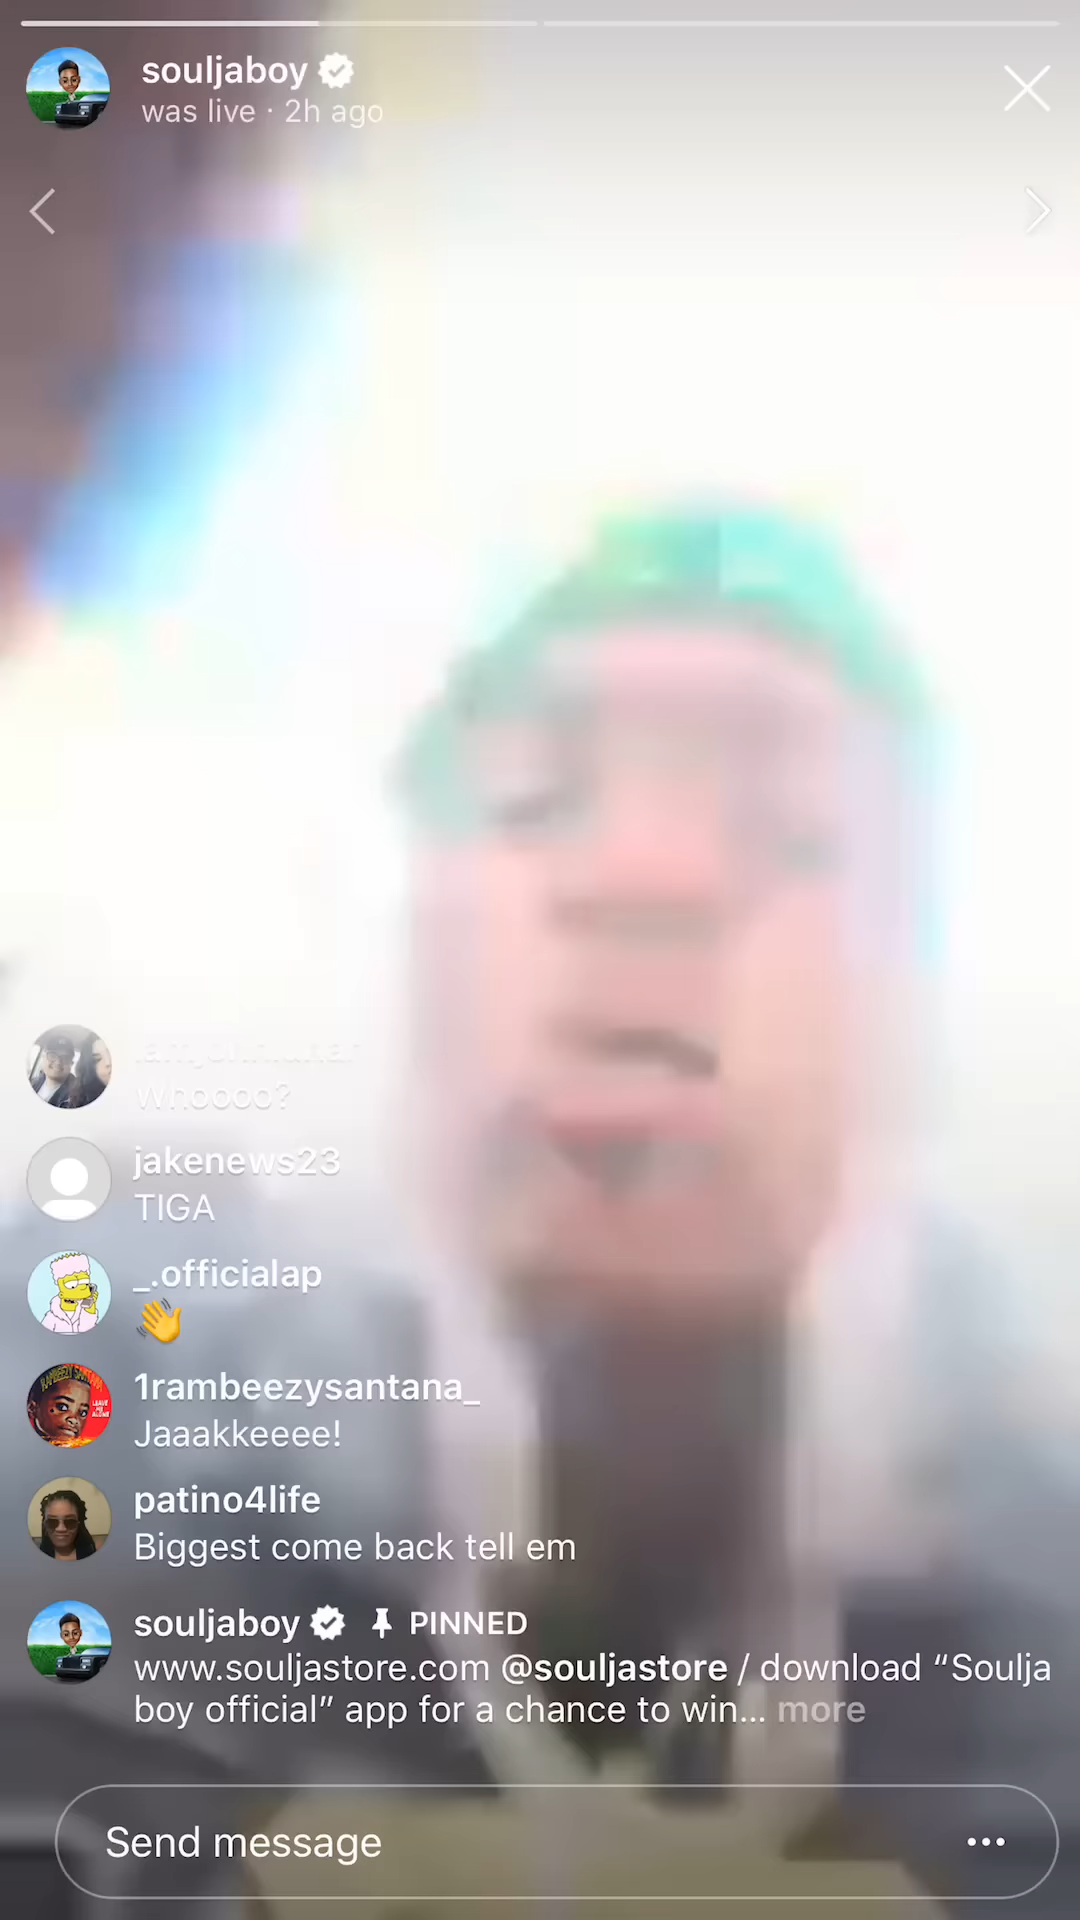 souljaboy
was live · 2h ago
Whoooo?
jakenews23
TIGA
_.officialap
👋
1rambeezysantana_
Jaaakkeeee!
patino4life
Biggest come back tell em
souljaboy PINNED
www.souljastore.com @souljastore / download “Soulja
boy official” app for a chance to win... more
Send message